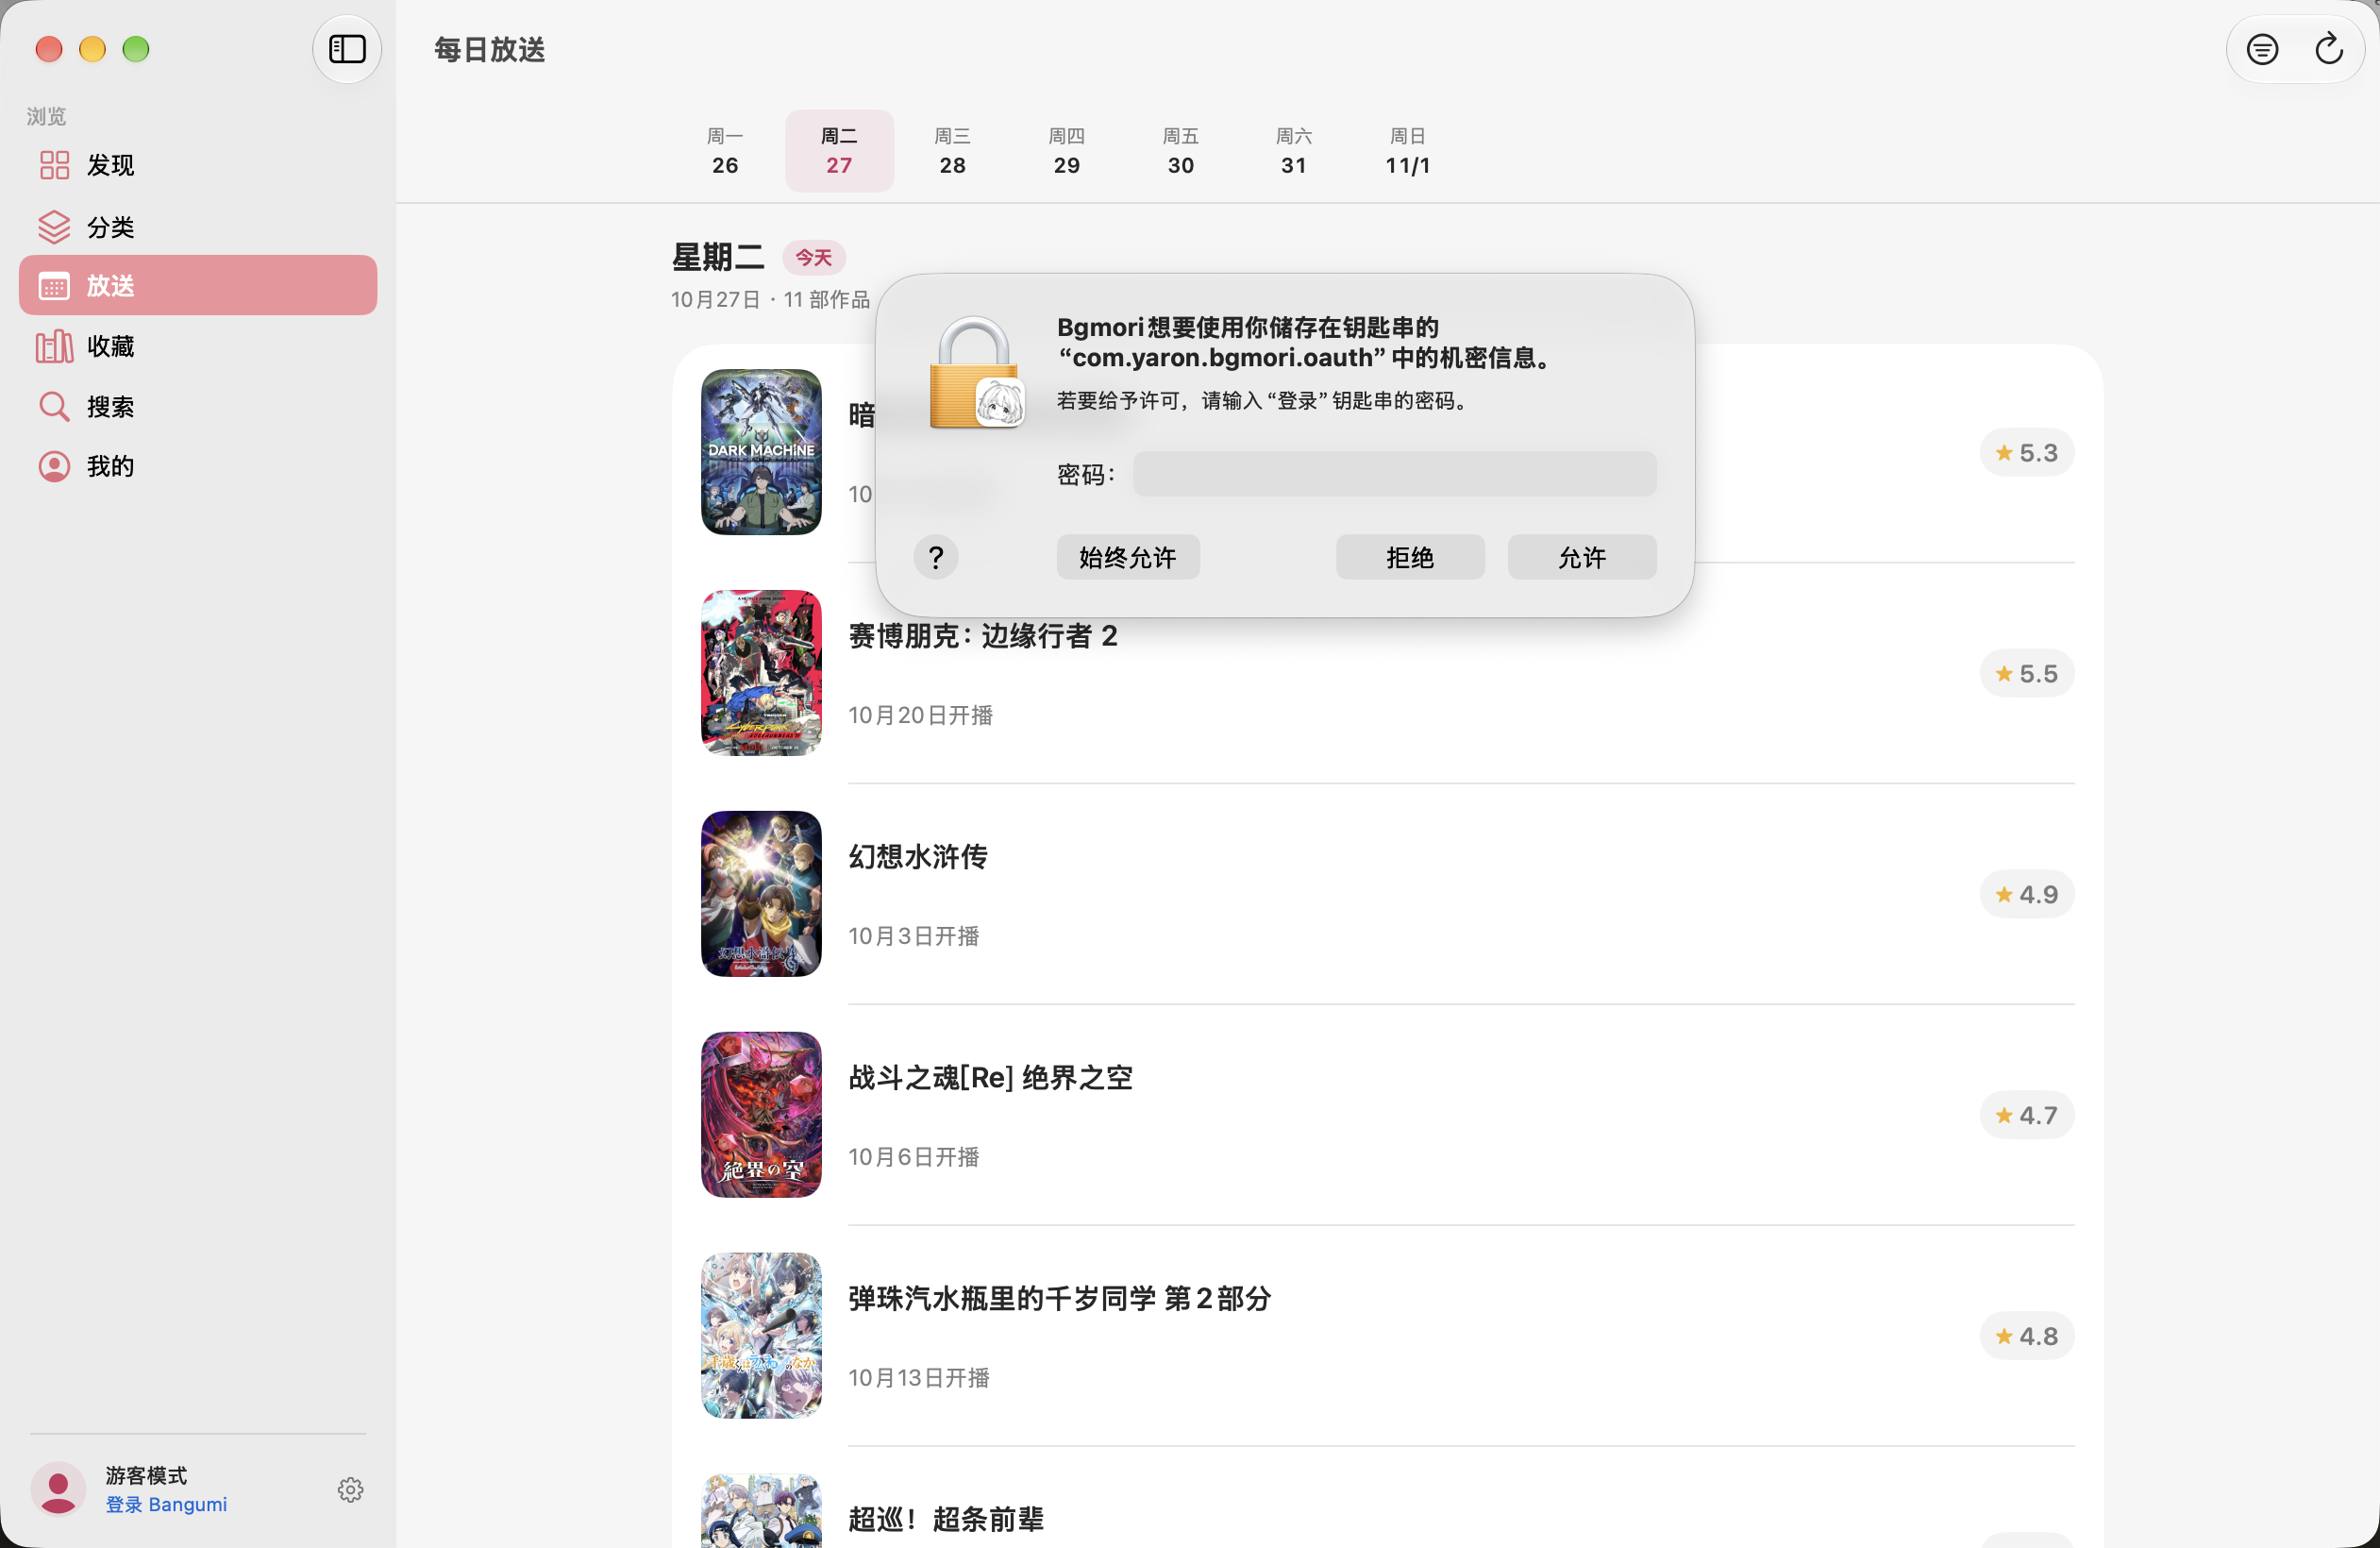 每日放送
浏览
发现
分类
放送
收藏
搜索
我的
周一
26
周二
27
周三
28
周四
29
周五
30
周六
31
周日
11/1
星期二 今天
10月27日 · 11 部作品
Bgmori想要使用你储存在钥匙串的
“com.yaron.bgmori.oauth”中的机密信息。
若要给予许可，请输入“登录”钥匙串的密码。
密码：
?
始终允许
拒绝
允许
DARK MACHINE
暗
10
5.3
赛博朋克：边缘行者 2
10月20日开播
5.5
幻想水浒传
10月3日开播
4.9
絶界の空
战斗之魂[Re] 绝界之空
10月6日开播
4.7
弹珠汽水瓶里的千岁同学 第2部分
10月13日开播
4.8
超巡！超条前辈
游客模式
登录 Bangumi